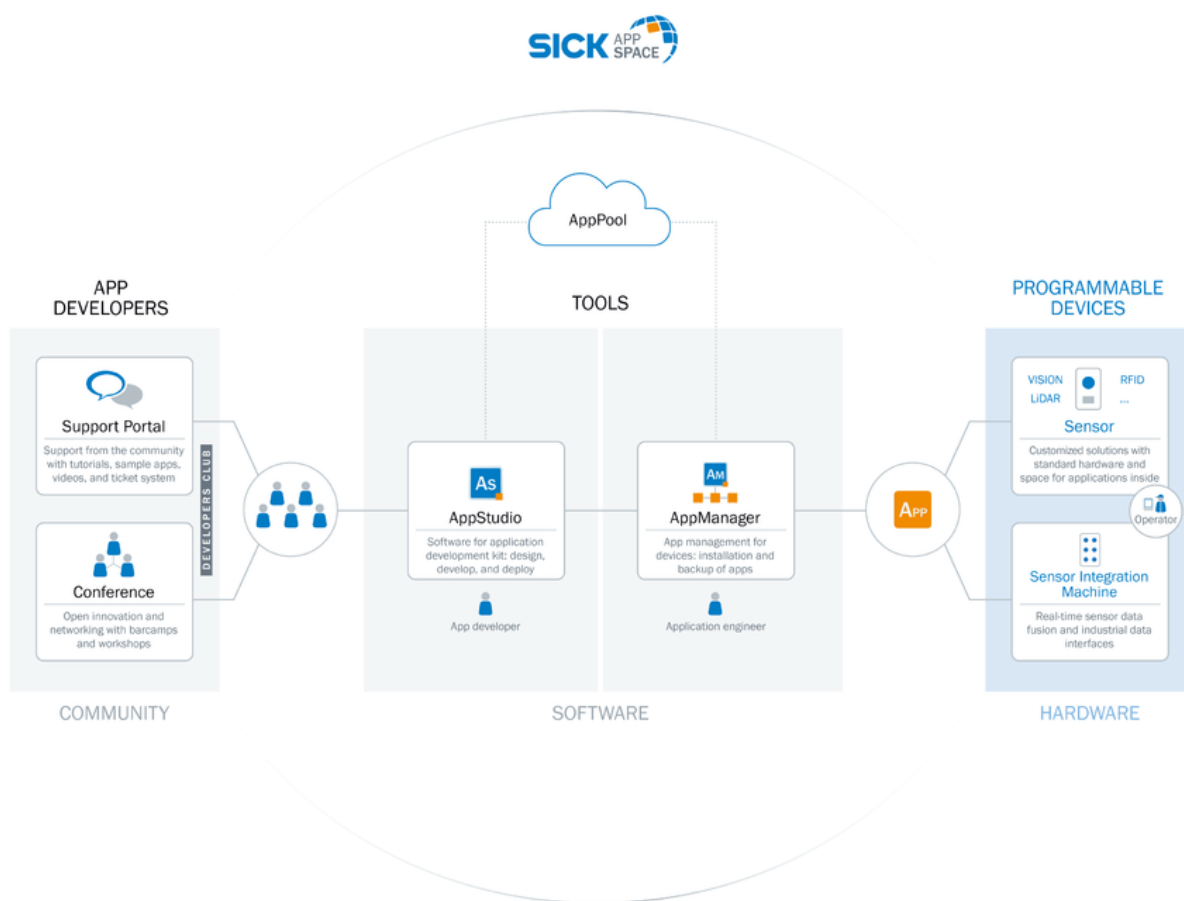 SICK APP
SPACE
AppPool
APP
DEVELOPERS
TOOLS
PROGRAMMABLE
DEVICES
Support Portal
Support from the community
with tutorials, sample apps,
videos, and ticket system
DEVELOPERS CLUB
Conference
Open innovation and
networking with barcamps
and workshops
COMMUNITY
As
AppStudio
Software for application
development kit: design,
develop, and deploy
App developer
AM
AppManager
App management for
devices: installation and
backup of apps
Application engineer
SOFTWARE
APP
VISION
RFID
LiDAR
...
Sensor
Customized solutions with
standard hardware and
space for applications inside
Operator
Sensor Integration
Machine
Real-time sensor data
fusion and industrial data
interfaces
HARDWARE